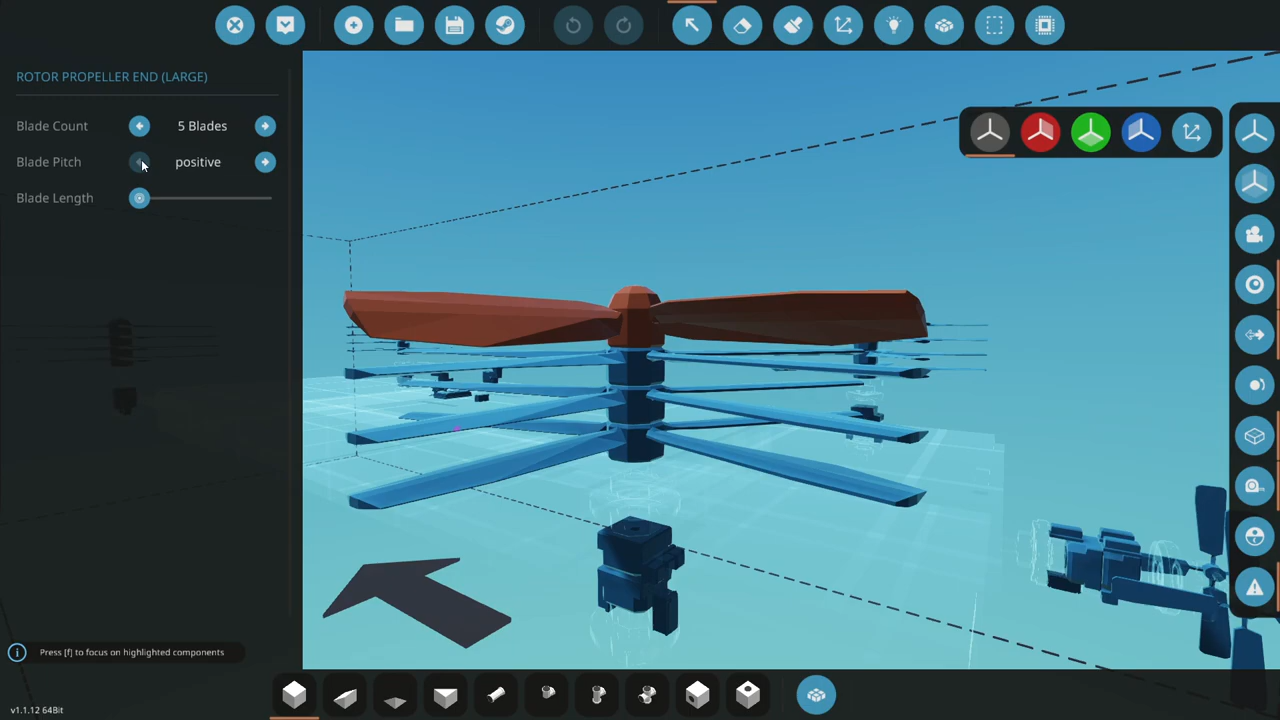 ROTOR PROPELLER END (LARGE)
Blade Count 5 Blades
Blade Pitch positive
Blade Length
Press [f] to focus on highlighted components
v1.1.12 64Bit